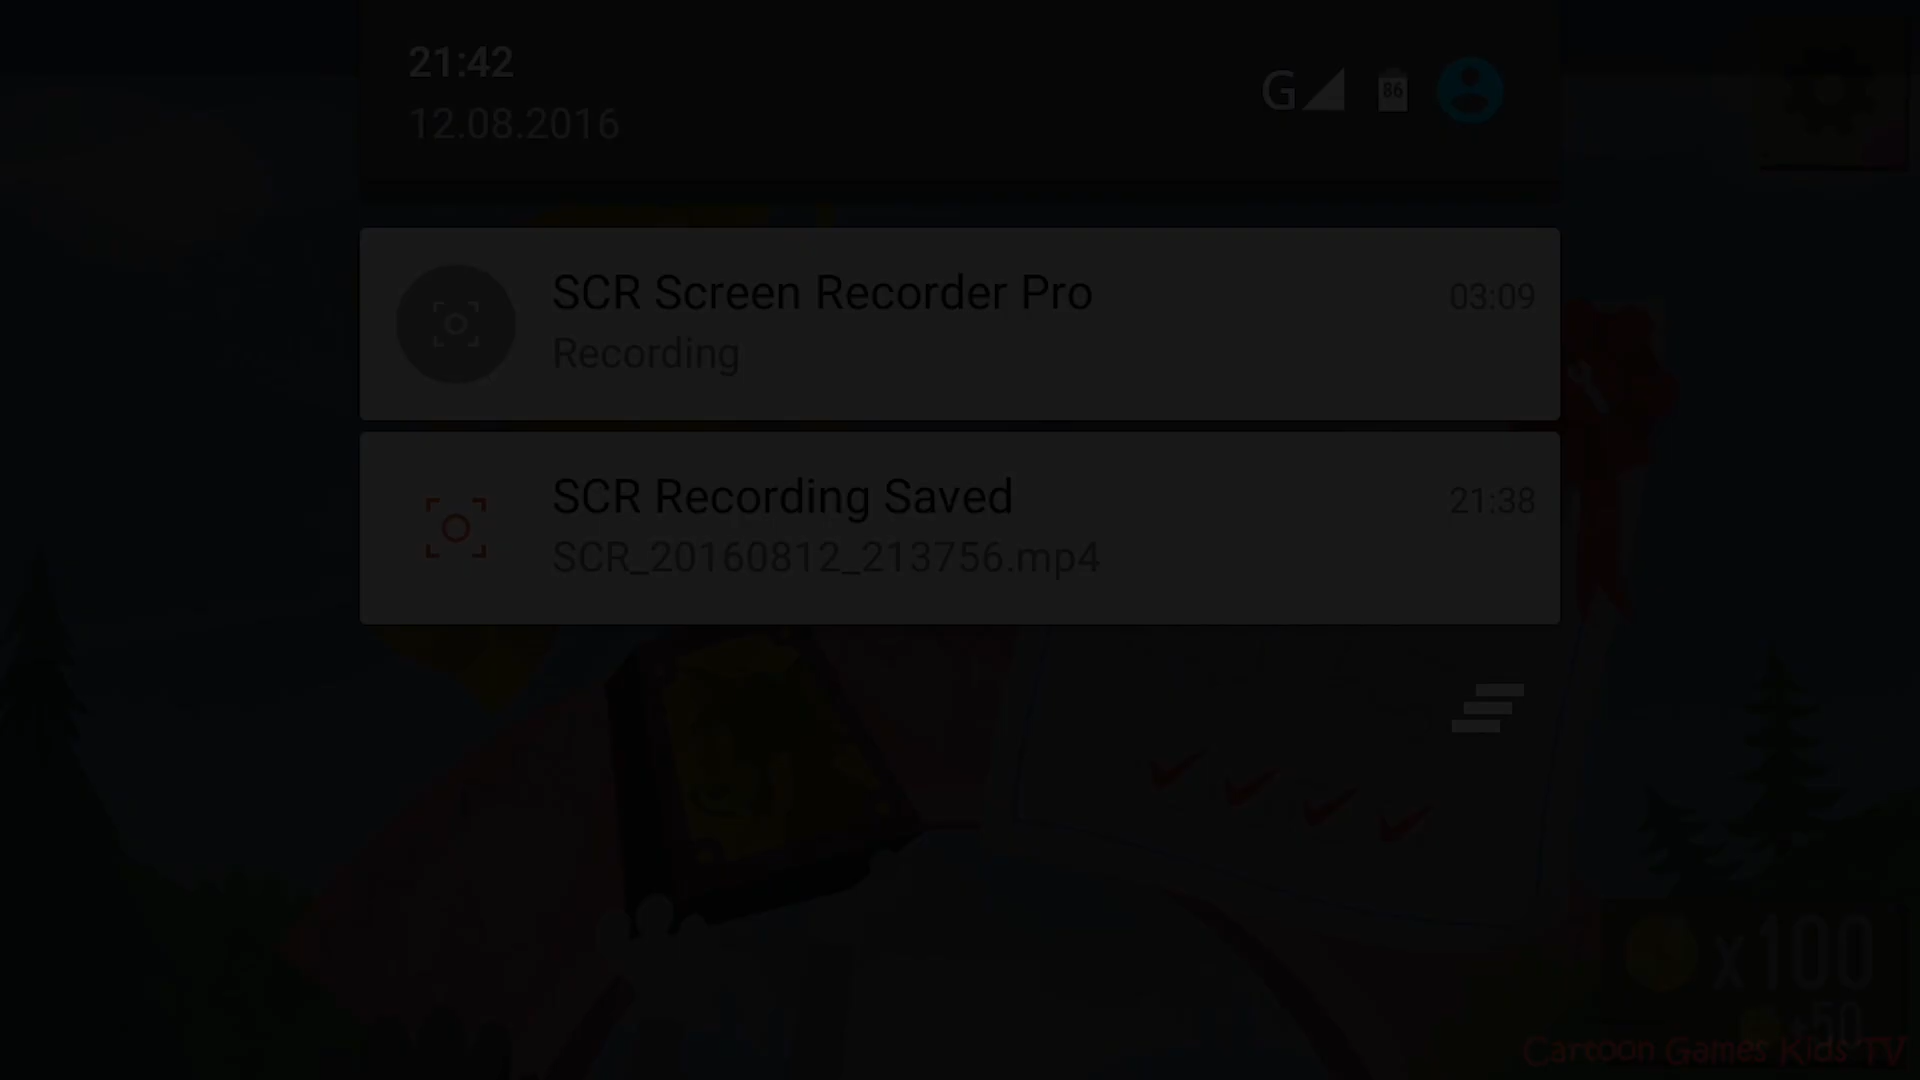 21:42
12.08.2016
G
86
SCR Screen Recorder Pro
03:09
Recording
SCR Recording Saved
21:38
SCR_20160812_213756.mp4
x100
+50
Cartoon Games Kids TV